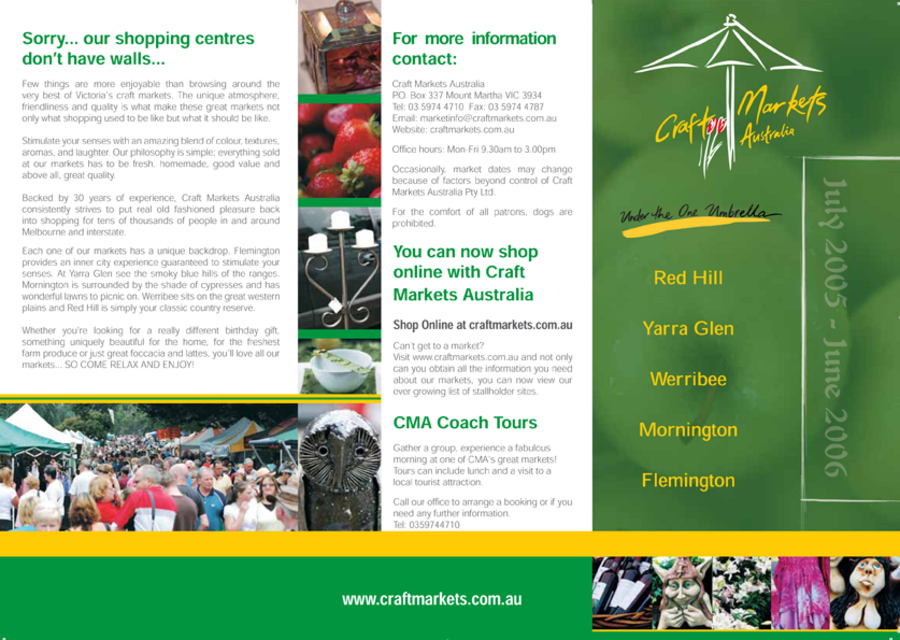 Sorry... our shopping centres
don't have walls...
Few things are more enjoyable than browsing around the
very best of Victoria's craft markets. The unique atmosphere,
friendliness and quality is what make these great markets not
only what shopping used to be like but what it should be like.
Stimulate your senses with an amazing blend of colour, textures,
aromas, and laughter. Our philosophy is simple; everything sold
at our markets has to be fresh, homemade, good value and
above all, great quality.
Backed by 30 years of experience, Craft Markets Australia
consistently strives to put real old fashioned pleasure back
into shopping for tens of thousands of people in and around
Melbourne and interstate.
Each one of our markets has a unique backdrop. Flemington
provides an inner city experience guaranteed to stimulate your
senses. At Yarra Glen see the smoky blue hills of the ranges.
Mornington is surrounded by the shade of cypresses and has
wonderful lawns to picnic on. Werribee sits on the great western
plains and Red Hill is simply your classic country reserve.
Whether you're looking for a really different birthday gift,
something uniquely beautiful for the home, for the freshest
farm produce or just great foccacia and lattes, you'll love all our
markets... SO COME RELAX AND ENJOY!
For more information
contact:
Craft Markets Australia
PO. Box 337 Mount Martha VIC 3934
Tel: 03 5974 4710 Fax: 03 5974 4787
Email: marketinfo@craftmarkets.com.au
Website: craftmarkets.com.au
Office hours: Mon-Fri 9.30am to 3.00pm
Occasionally, market dates may change
because of factors beyond control of Craft
Markets Australia Pty Ltd.
For the comfort of all patrons, dogs are
prohibited.
You can now shop
online with Craft
Markets Australia
Shop Online at craftmarkets.com.au
Can't get to a market?
Visit www.craftmarkets.com.au and not only
can you obtain all the information you need
about our markets, you can now view our
ever growing list of stallholder sites.
CMA Coach Tours
Gather a group, experience a fabulous
morning at one of CMA's great markets!
Tours can include lunch and a visit to a
local tourist attraction.
Call our office to arrange a booking or if you
need any further information.
Tel: 0359744710
Craft Markets
Australia
Under the One Umbrella
Red Hill
Yarra Glen
Werribee
Mornington
Flemington
July 2005 ~ June 2006
www.craftmarkets.com.au